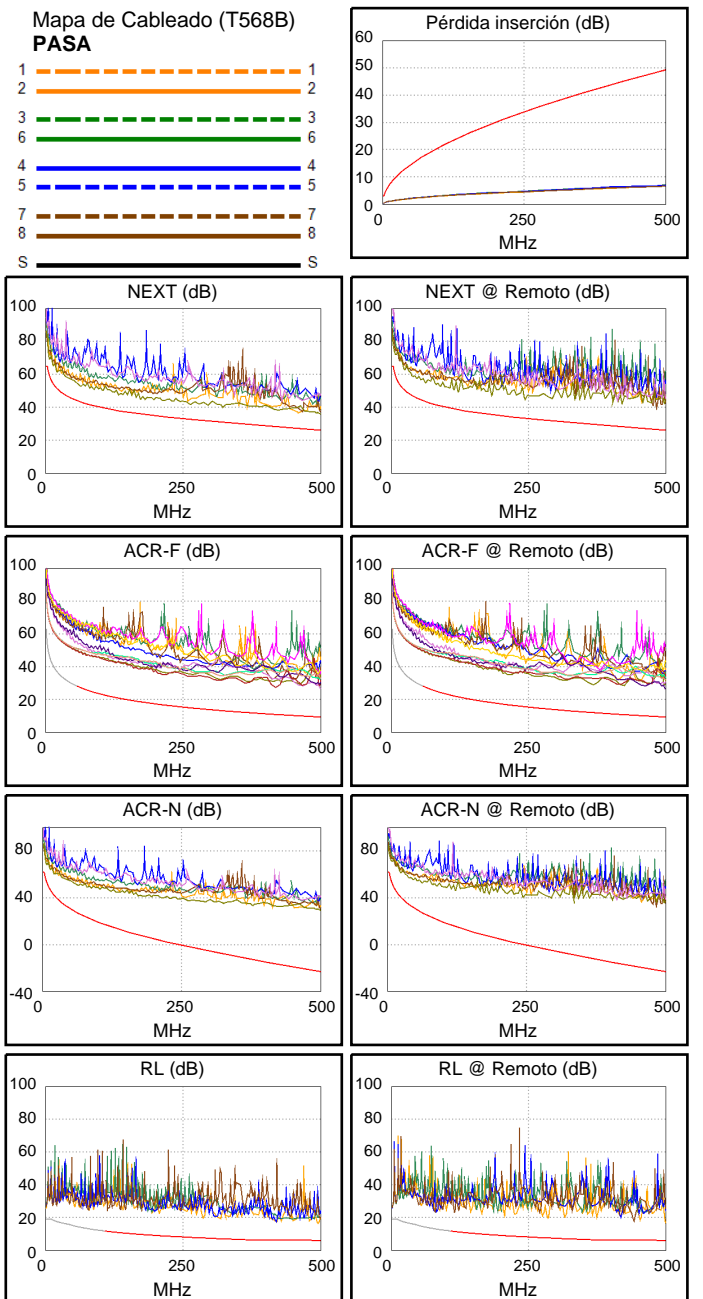 Mapa de Cableado (T568B)
PASA
1 1
2 2
3 3
6 6
4 4
5 5
7 7
8 8
S S
Pérdida inserción (dB)
60
50
40
30
20
10
0
0 250 500
MHz
NEXT (dB)
100
80
60
40
20
0
0 250 500
MHz
NEXT @ Remoto (dB)
100
80
60
40
20
0
0 250 500
MHz
ACR-F (dB)
100
80
60
40
20
0
0 250 500
MHz
ACR-F @ Remoto (dB)
100
80
60
40
20
0
0 250 500
MHz
ACR-N (dB)
80
40
0
-40
0 250 500
MHz
ACR-N @ Remoto (dB)
80
40
0
-40
0 250 500
MHz
RL (dB)
100
80
60
40
20
0
0 250 500
MHz
RL @ Remoto (dB)
100
80
60
40
20
0
0 250 500
MHz